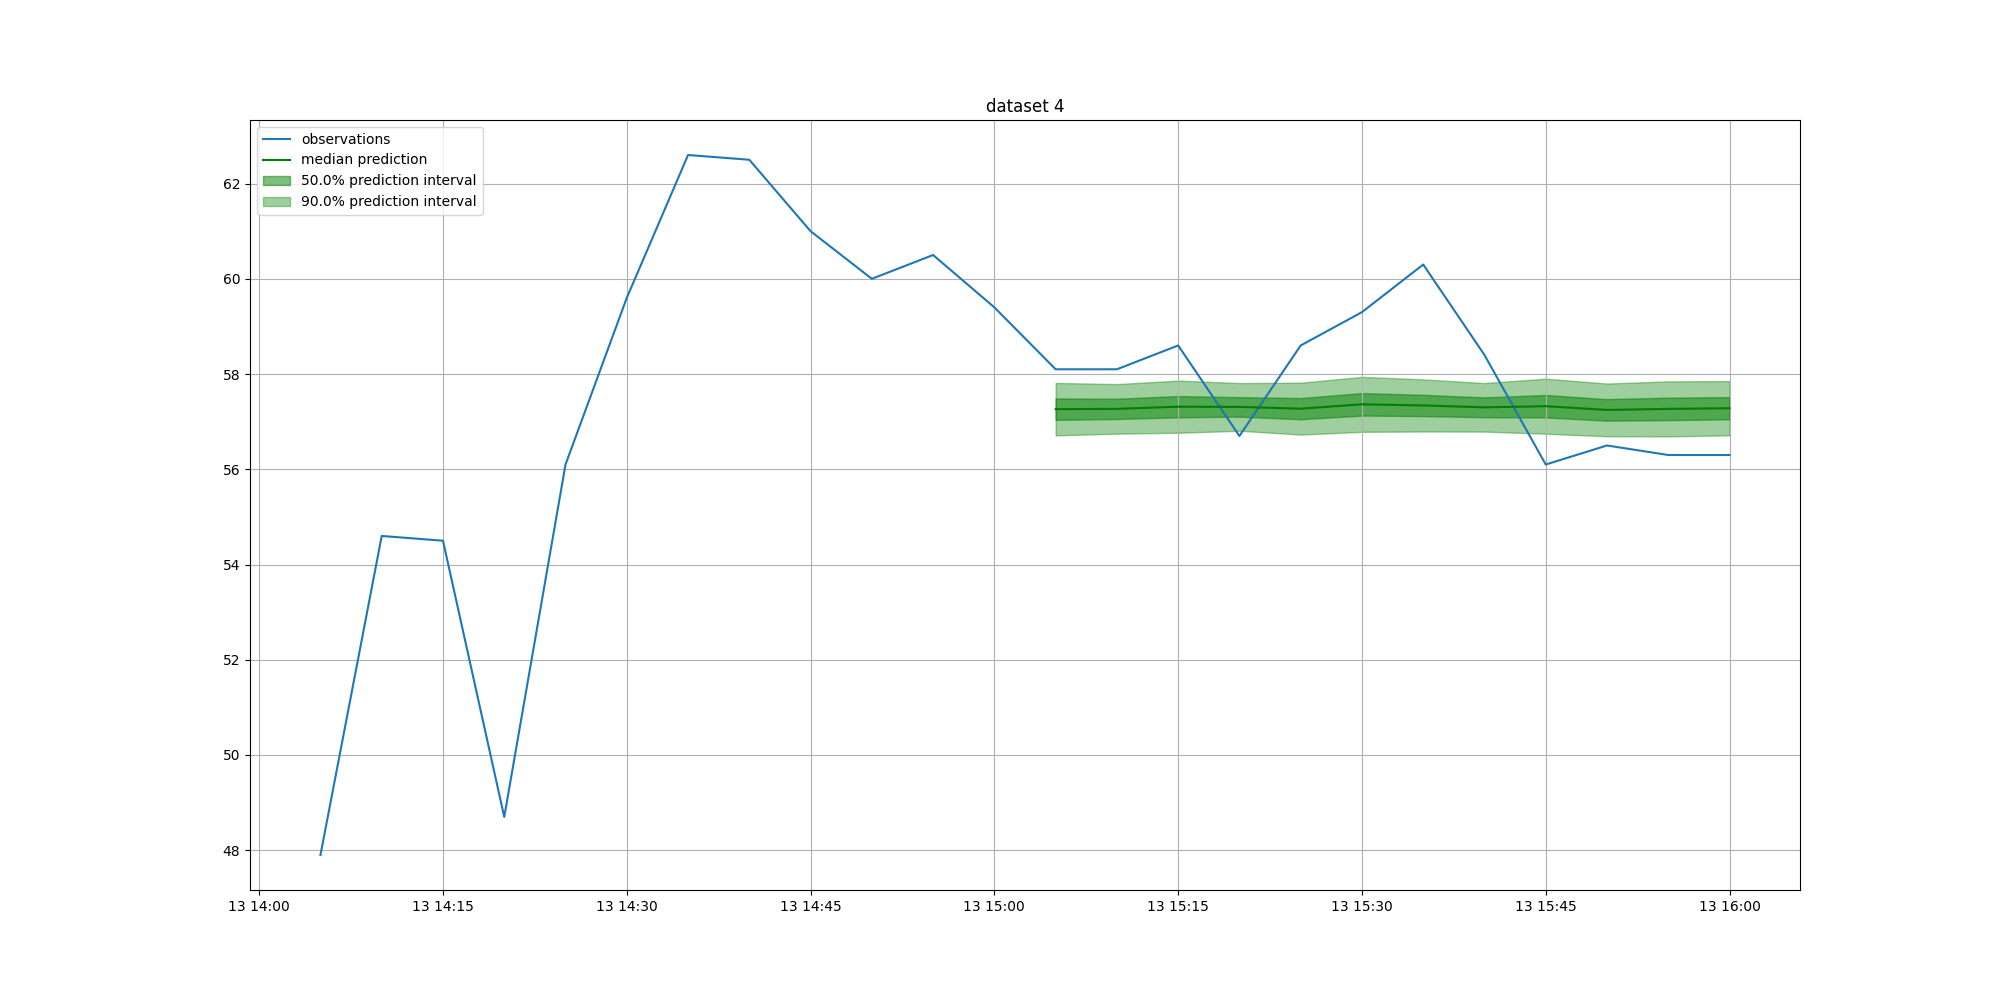 dataset 4
observations
median prediction
50.0% prediction interval
90.0% prediction interval
62
60
58
56
54
52
50
48
13 14:00 13 14:15 13 14:30 13 14:45 13 15:00 13 15:15 13 15:30 13 15:45 13 16:00